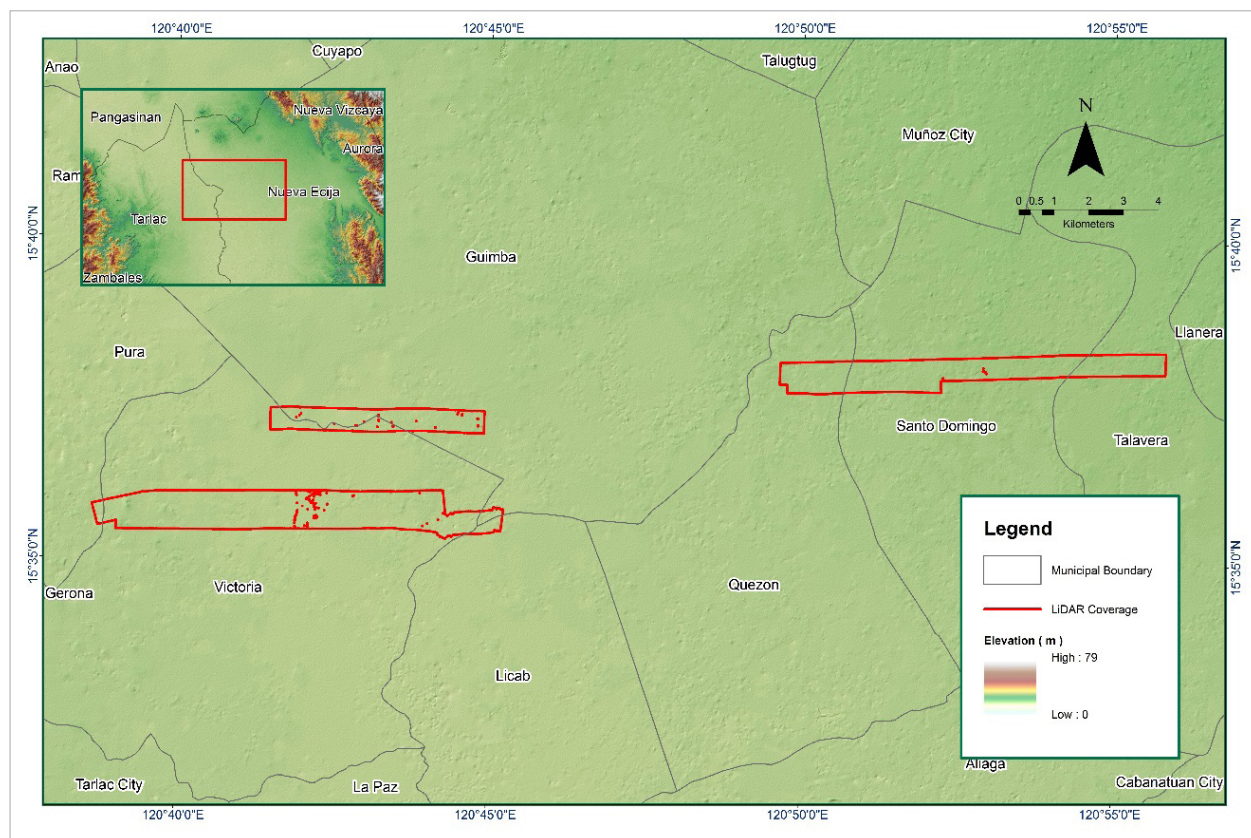 120°40'0"E
120°45'0"E
120°50'0"E
120°55'0"E
Cuyapo
Anao
Talugtug
Pangasinan
Nueva Vizcaya
Aurora
Nueva Ecija
Tarlac
Zambales
Ram
Muñoz City
N
0 0.5 1 2 3 4
Kilometers
15°40'0"N
15°40'0"N
Guimba
Pura
Llanera
Santo Domingo
Talavera
15°35'0"N
15°35'0"N
Gerona
Victoria
Quezon
Licab
Legend
Municipal Boundary
LiDAR Coverage
Elevation ( m )
High : 79
Low : 0
Aliaga
Tarlac City
La Paz
Cabanatuan City
120°40'0"E
120°45'0"E
120°50'0"E
120°55'0"E